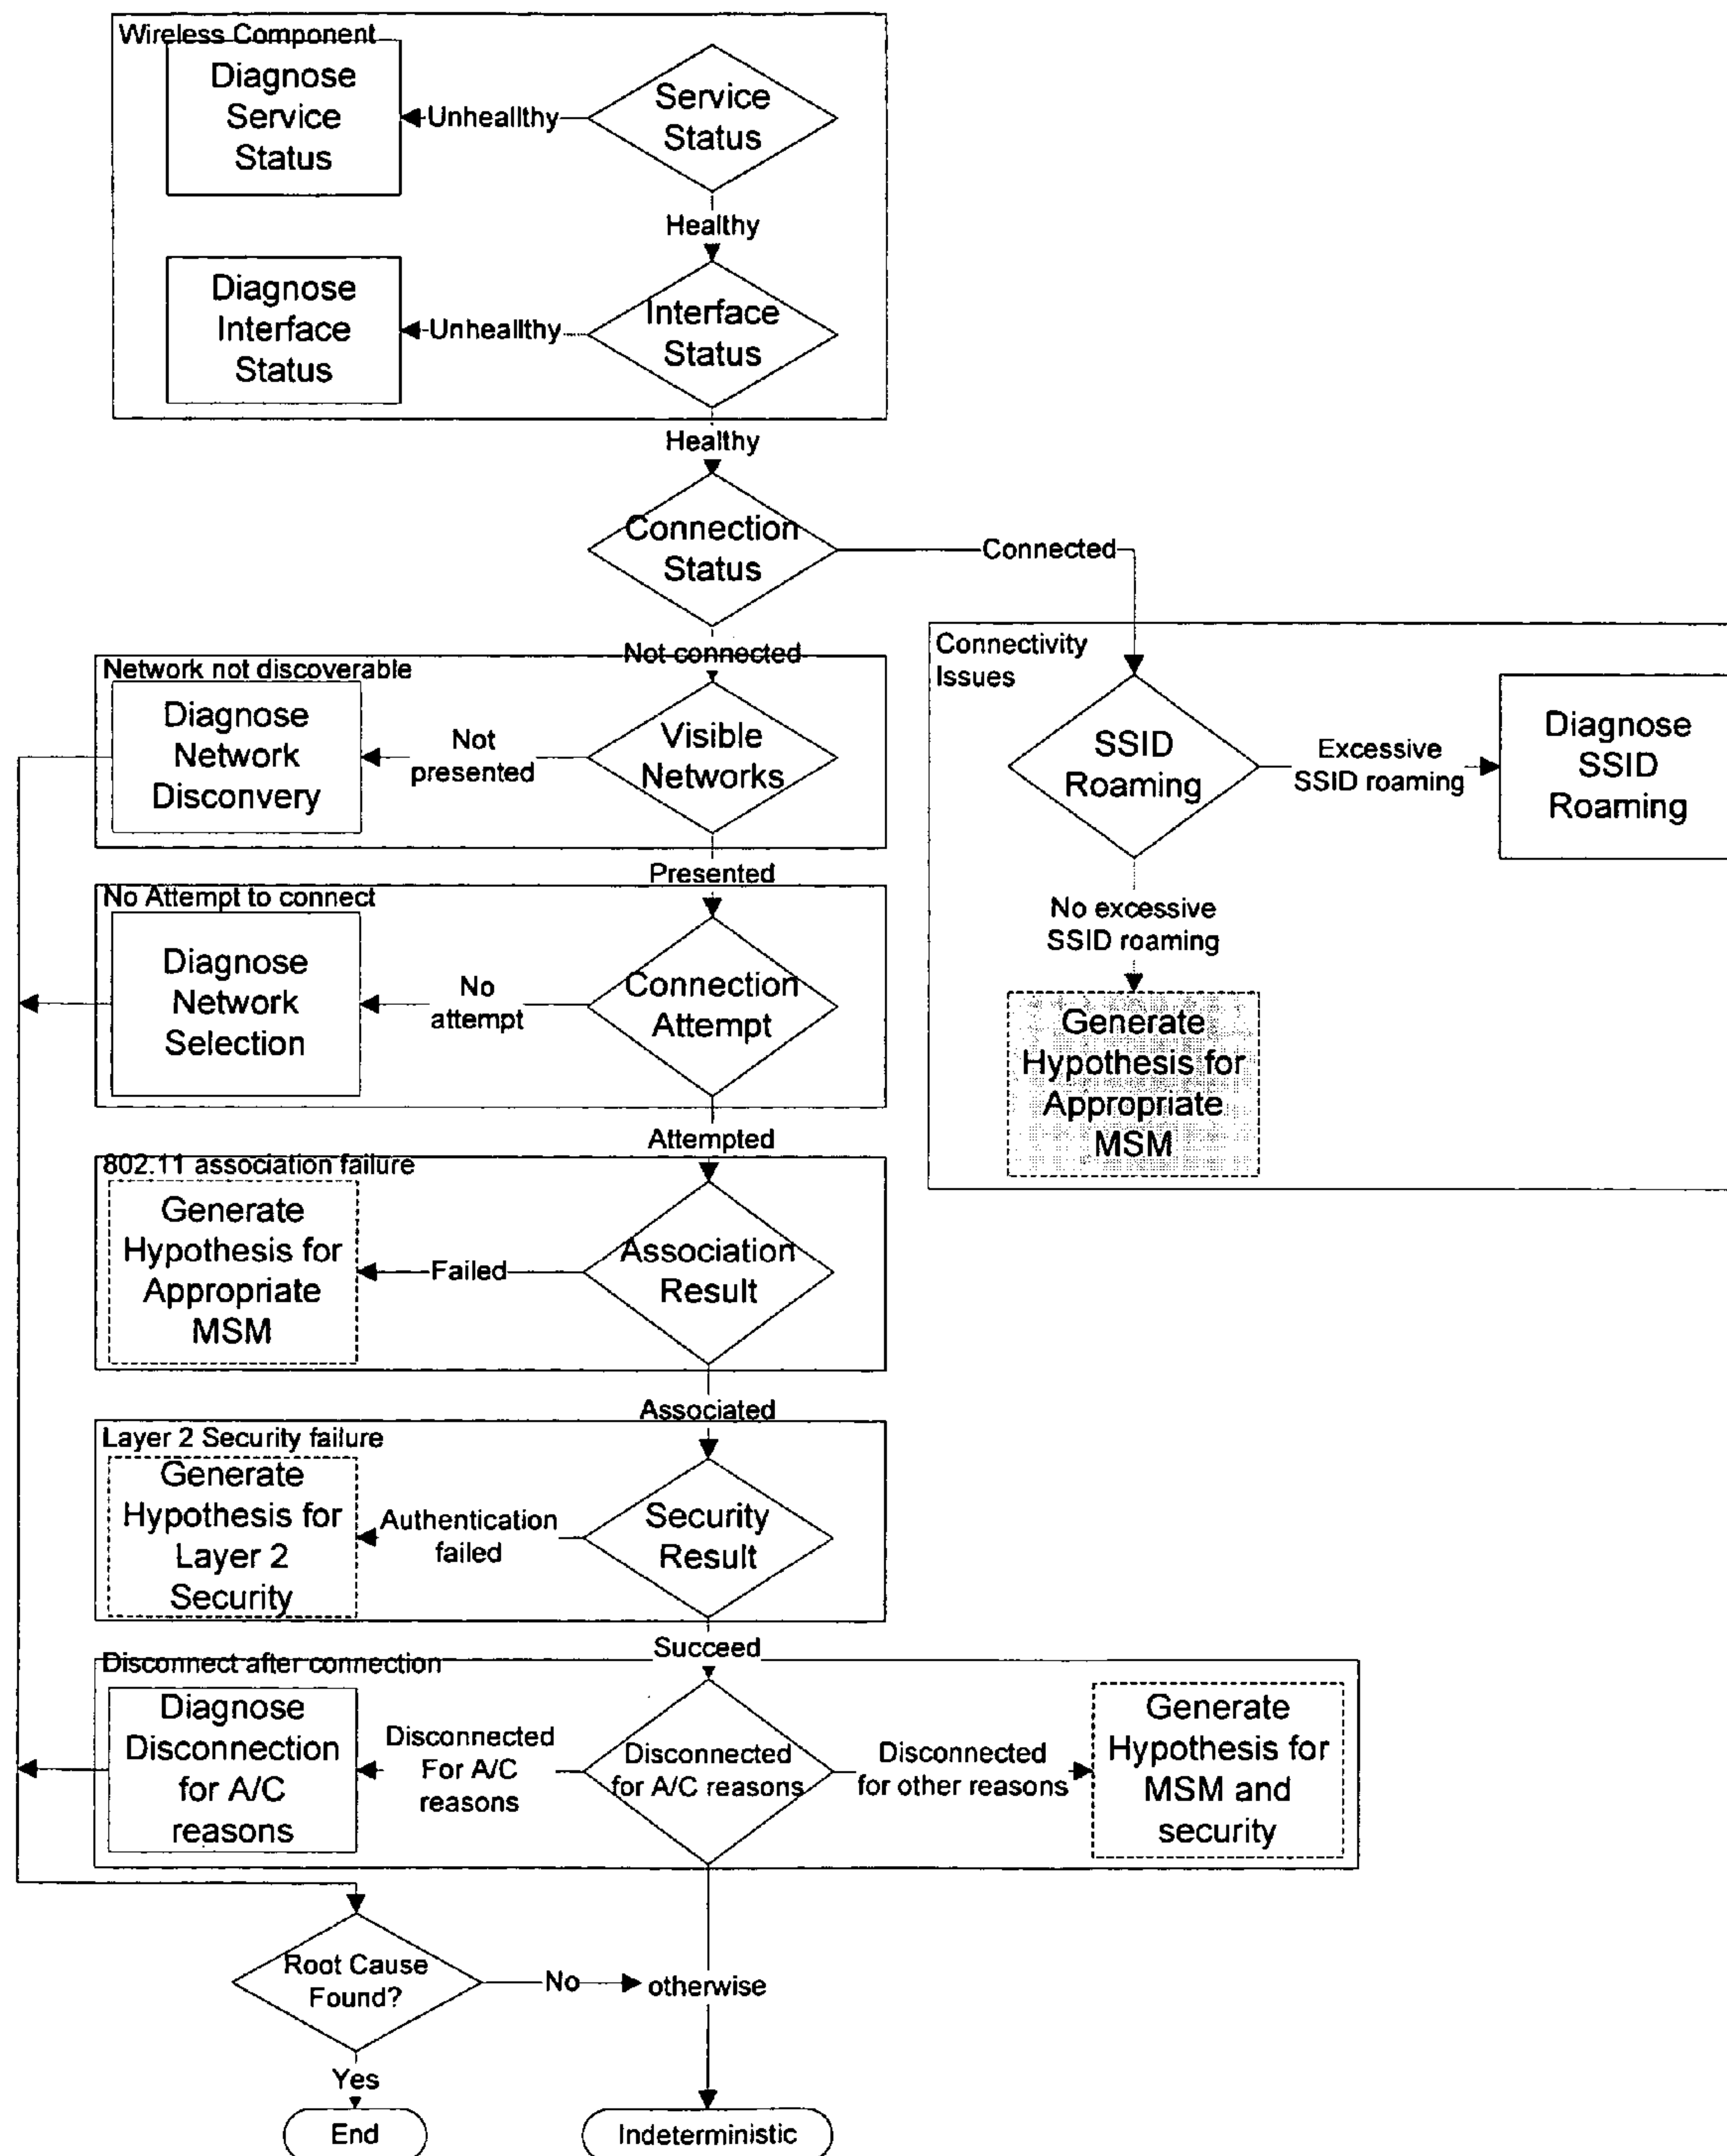 Wireless Component
Diagnose
Service
Status
Unheallthy
Service
Status
Healthy
Diagnose
Interface
Status
Unheallthy
Interface
Status
Healthy
Connection
Status
Connected
Not connected
Network not discoverable
Diagnose
Network
Disconvery
Not
presented
Visible
Networks
Connectivity
Issues
SSID
Roaming
Excessive
SSID roaming
Diagnose
SSID
Roaming
No excessive
SSID roaming
Generate
Hypothesis for
Appropriate
MSM
Presented
No Attempt to connect
Diagnose
Network
Selection
No
attempt
Connection
Attempt
Attempted
802.11 association failure
Generate
Hypothesis for
Appropriate
MSM
Failed
Association
Result
Associated
Layer 2 Security failure
Generate
Hypothesis for
Layer 2
Security
Authentication
failed
Security
Result
Succeed
Disconnect after connection
Diagnose
Disconnection
for A/C
reasons
Disconnected
For A/C
reasons
Disconnected
for A/C reasons
Disconnected
for other reasons
Generate
Hypothesis for
MSM and
security
Root Cause
Found?
No
otherwise
Yes
End
Indeterministic